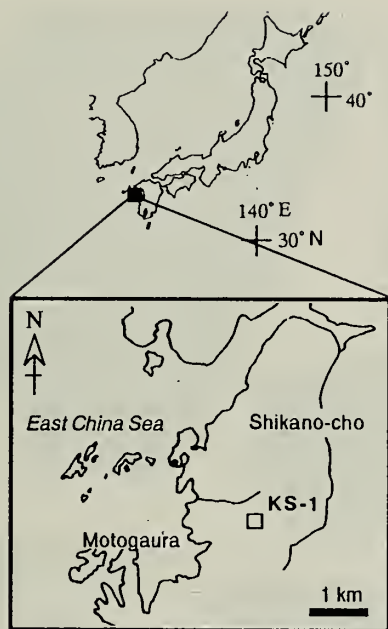 150°
40°
140° E
30° N
N
East China Sea
Shikano-cho
KS-1
Motogaura
1 km